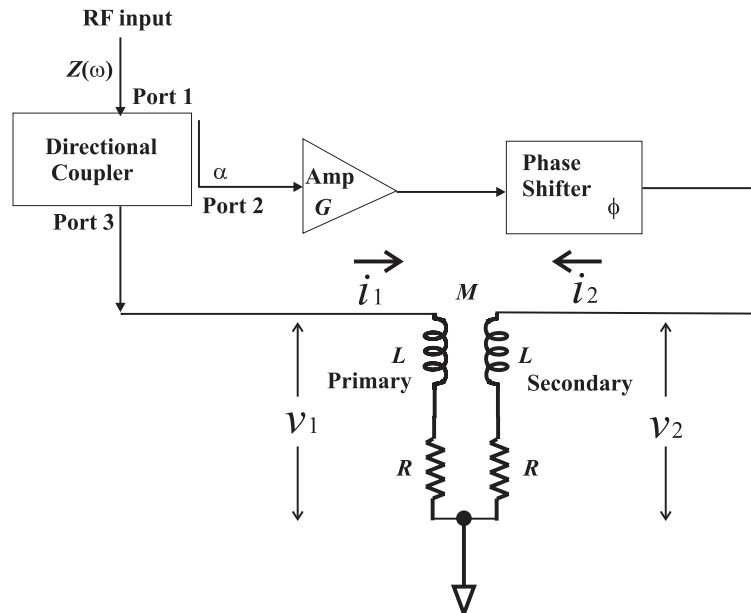 RF input
Z(ω)
Port 1
Directional
Coupler
α
Port 2
Port 3
Amp
G
Phase
Shifter
ϕ
i1
M
i2
L
Primary
L
Secondary
v1
v2
R
R